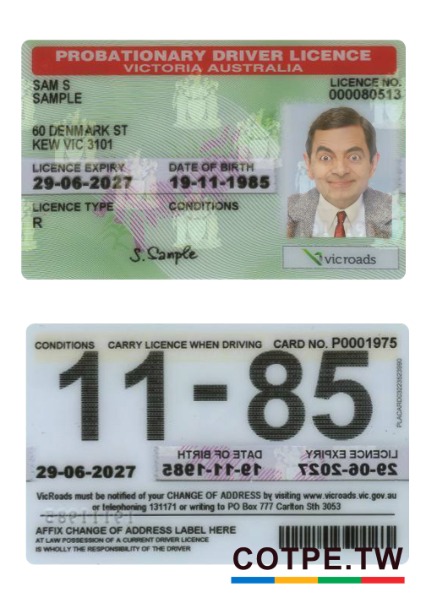 PROBATIONARY DRIVER LICENCE
VICTORIA AUSTRALIA
SAM S
SAMPLE
LICENCE NO.
000080513
60 DENMARK ST
KEW VIC 3101
LICENCE EXPIRY DATE OF BIRTH
29-06-2027 19-11-1985
LICENCE TYPE CONDITIONS
R
S. Sample
vicroads
CONDITIONS CARRY LICENCE WHEN DRIVING CARD NO. P0001975
11-85
DATE OF BIRTH LICENCE EXPIRY
29-06-2027 19-11-1985 29-06-2027
VicRoads must be notified of your CHANGE OF ADDRESS by visiting www.vicroads.vic.gov.au
or telephoning 131171 or writing to PO Box 777 Carlton Sth 3053
AFFIX CHANGE OF ADDRESS LABEL HERE
AT LAW POSSESSION OF A CURRENT DRIVER LICENCE
IS WHOLLY THE RESPONSIBILITY OF THE DRIVER
COTPE.TW